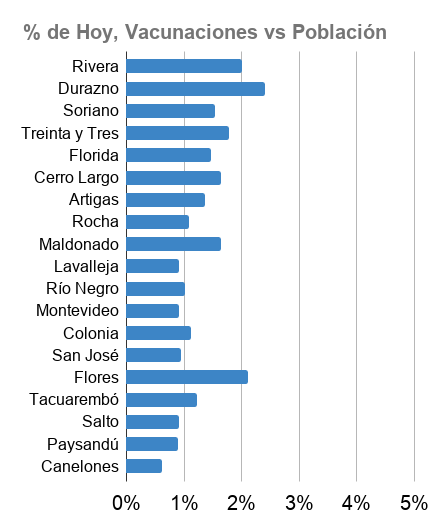 % de Hoy, Vacunaciones vs Población
Rivera
Durazno
Soriano
Treinta y Tres
Florida
Cerro Largo
Artigas
Rocha
Maldonado
Lavalleja
Río Negro
Montevideo
Colonia
San José
Flores
Tacuarembó
Salto
Paysandú
Canelones
0% 1% 2% 3% 4% 5%